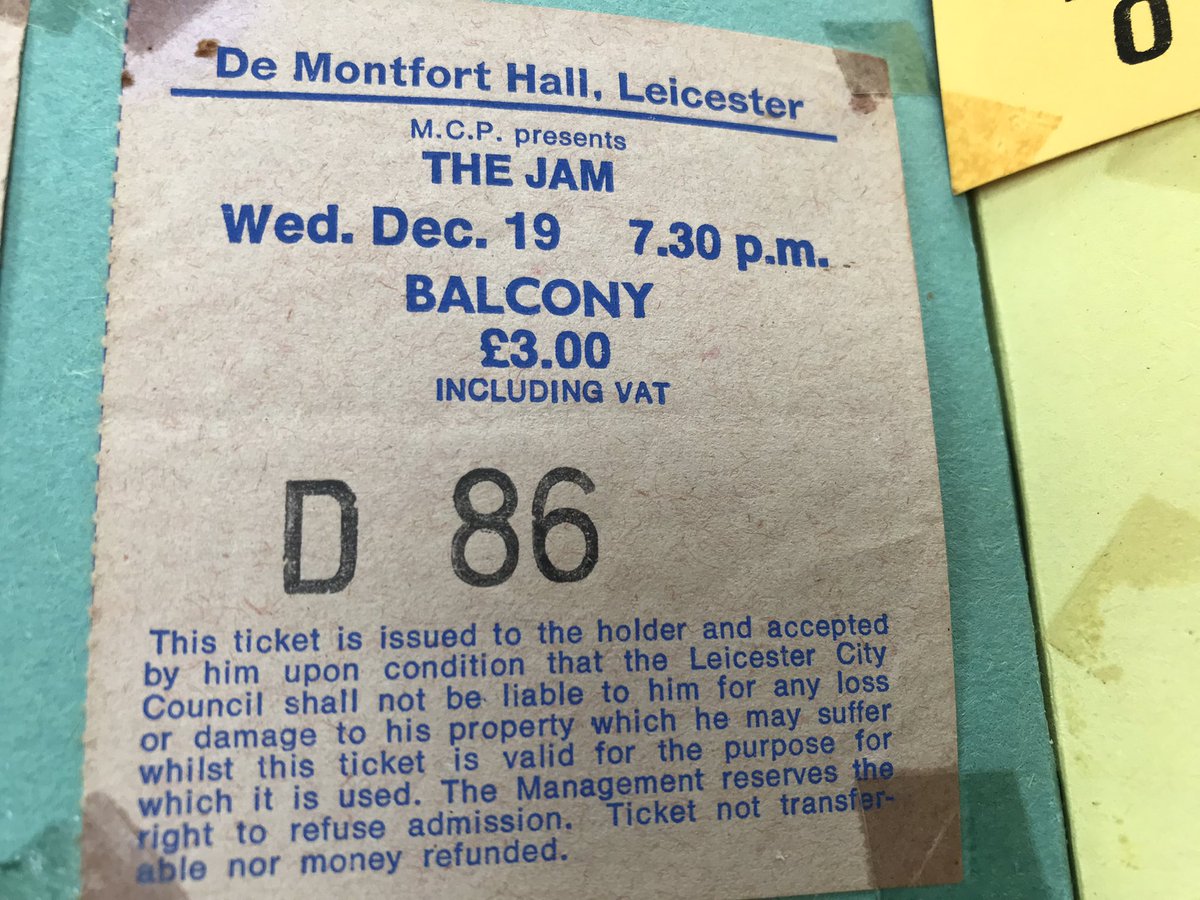 De Montfort Hall, Leicester
M.C.P. presents
THE JAM
Wed. Dec. 19 7.30 p.m.
BALCONY
£3.00
INCLUDING VAT
D 86
This ticket is issued to the holder and accepted
by him upon condition that the Leicester City
Council shall not be liable to him for any loss
or damage to his property which he may suffer
whilst this ticket is valid for the purpose for
which it is used. The Management reserves the
right to refuse admission. Ticket not transfer-
able nor money refunded.